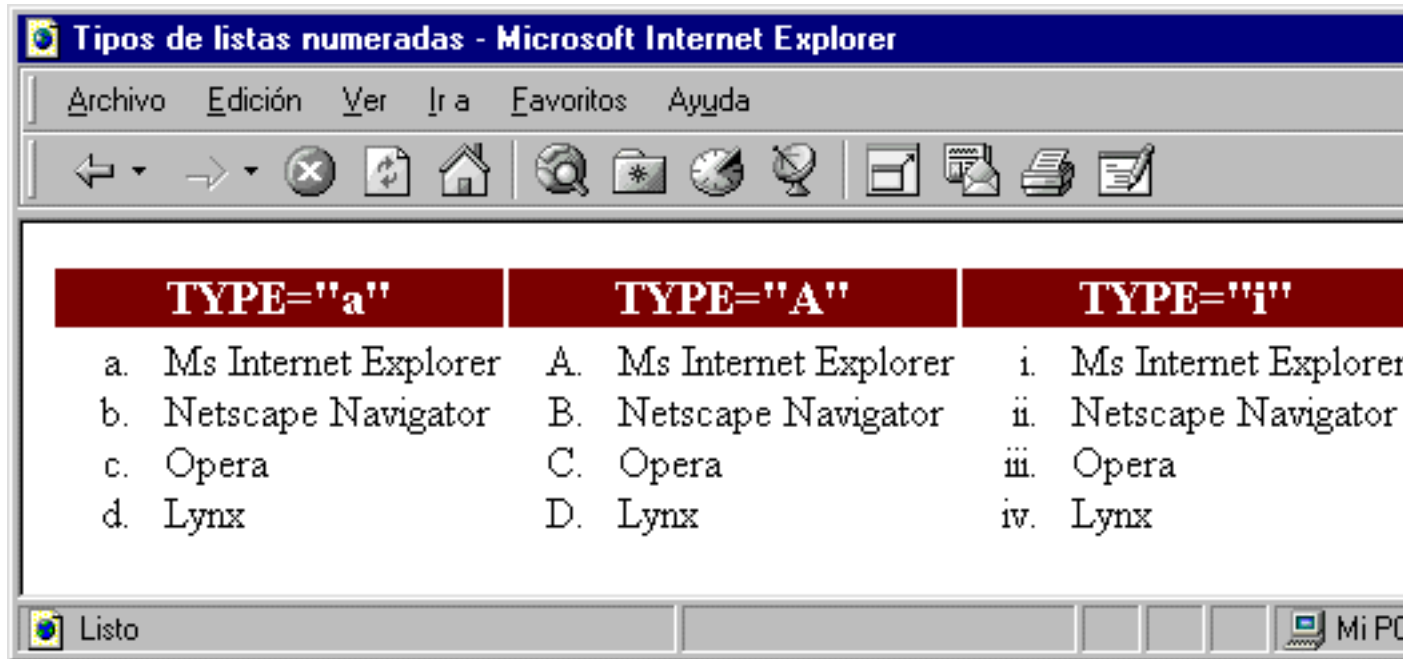 Tipos de listas numeradas - Microsoft Internet Explorer
Archivo Edición Ver Ir a Favoritos Ayuda
TYPE="a" TYPE="A" TYPE="i"
a. Ms Internet Explorer A. Ms Internet Explorer i. Ms Internet Explorer
b. Netscape Navigator B. Netscape Navigator ii. Netscape Navigator
c. Opera C. Opera iii. Opera
d. Lynx D. Lynx iv. Lynx
Listo Mi PC